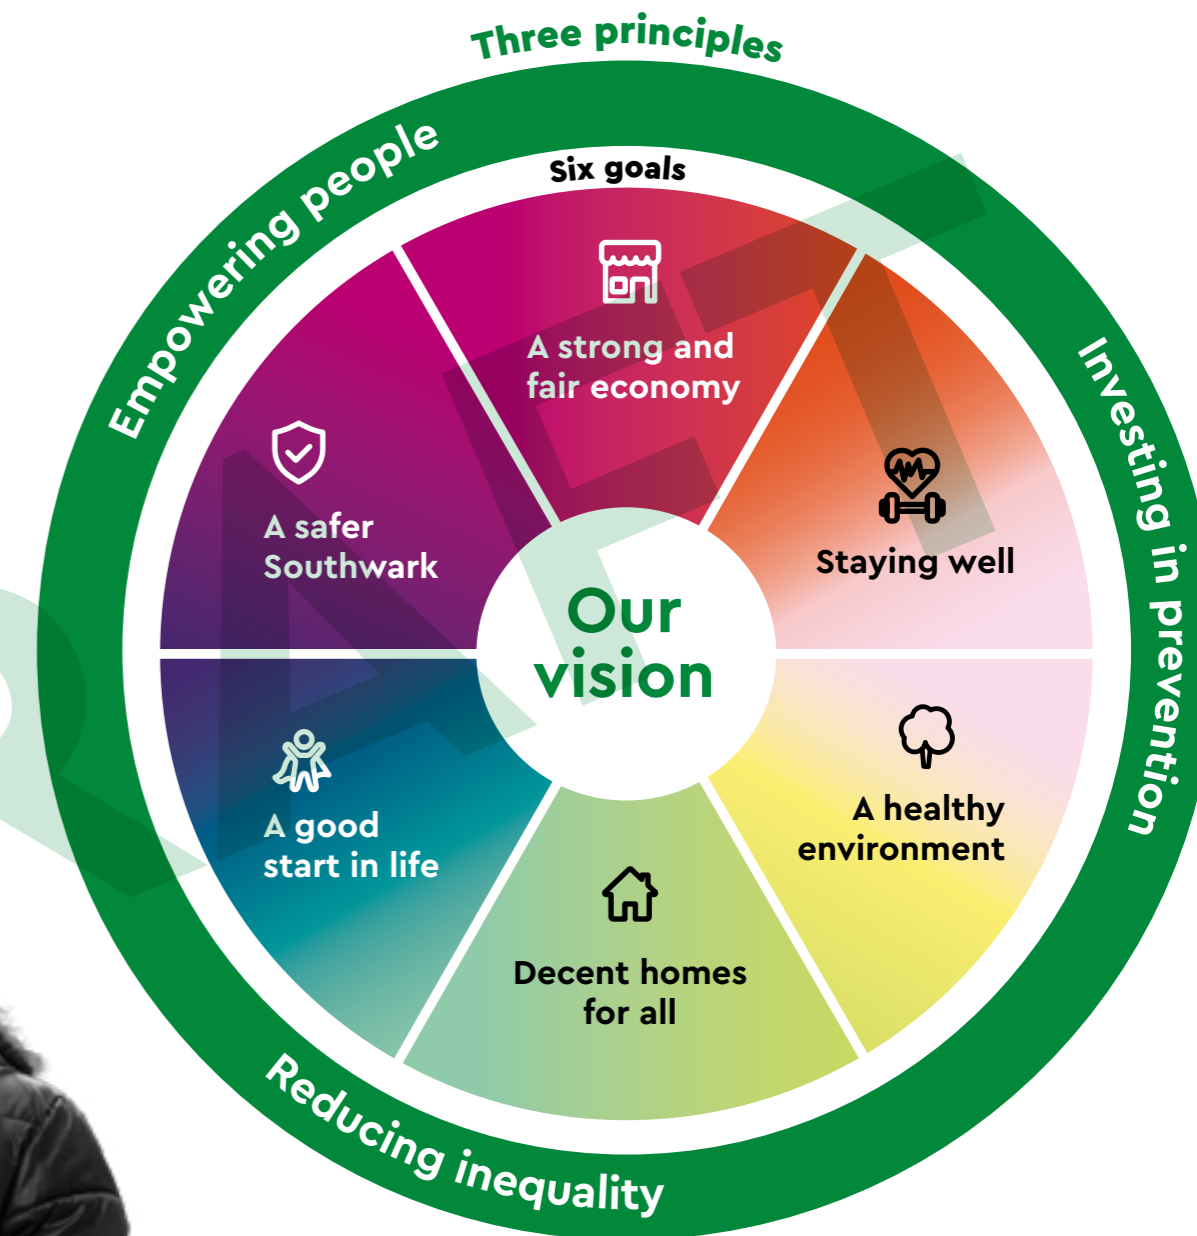 Three principles
Empowering people
Investing in prevention
Reducing inequality
Six goals
A strong and
fair economy
Staying well
A healthy
environment
Decent homes
for all
A good
start in life
A safer
Southwark
Our
vision
RAFT